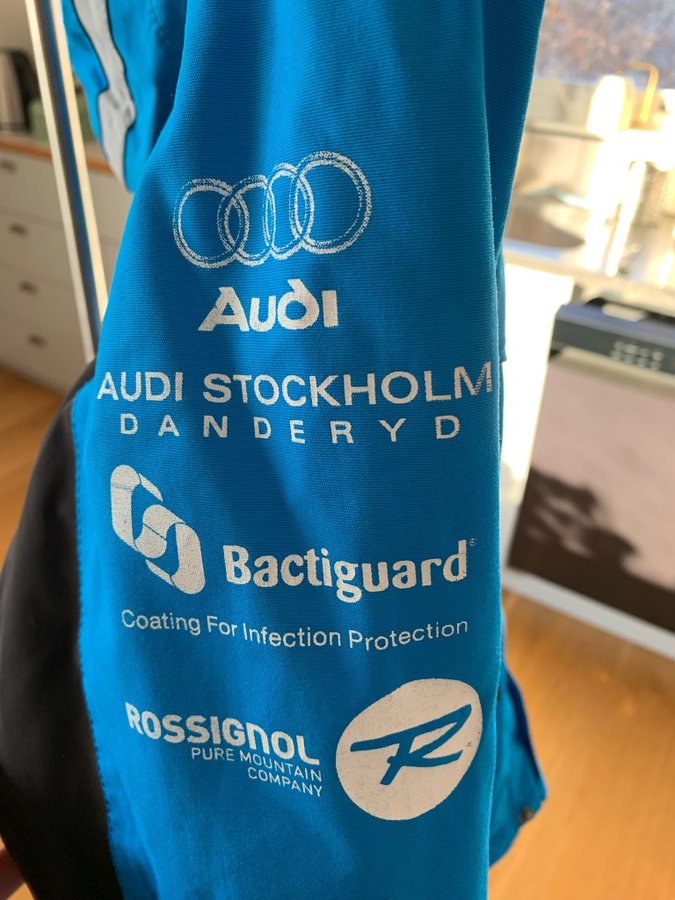 Audi
AUDI STOCKHOLM
DANDERYD
Bactiguard®
Coating For Infection Protection
ROSSIGNOL
PURE MOUNTAIN
COMPANY
R